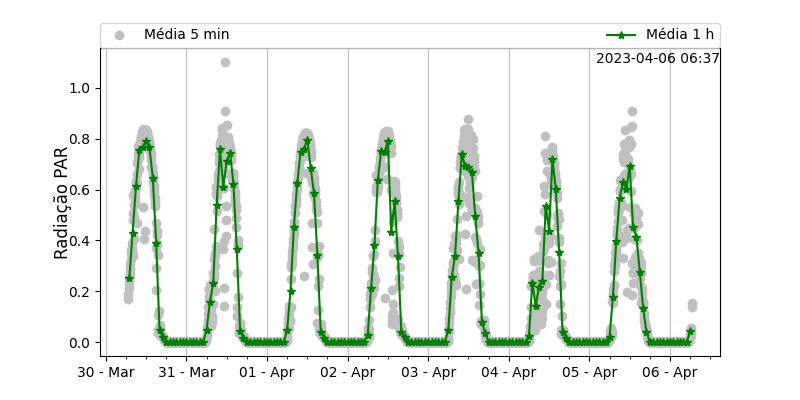 Média 5 min
Média 1 h
2023-04-06 06:37
Radiação PAR
1.0
0.8
0.6
0.4
0.2
0.0
30 - Mar 31 - Mar 01 - Apr 02 - Apr 03 - Apr 04 - Apr 05 - Apr 06 - Apr